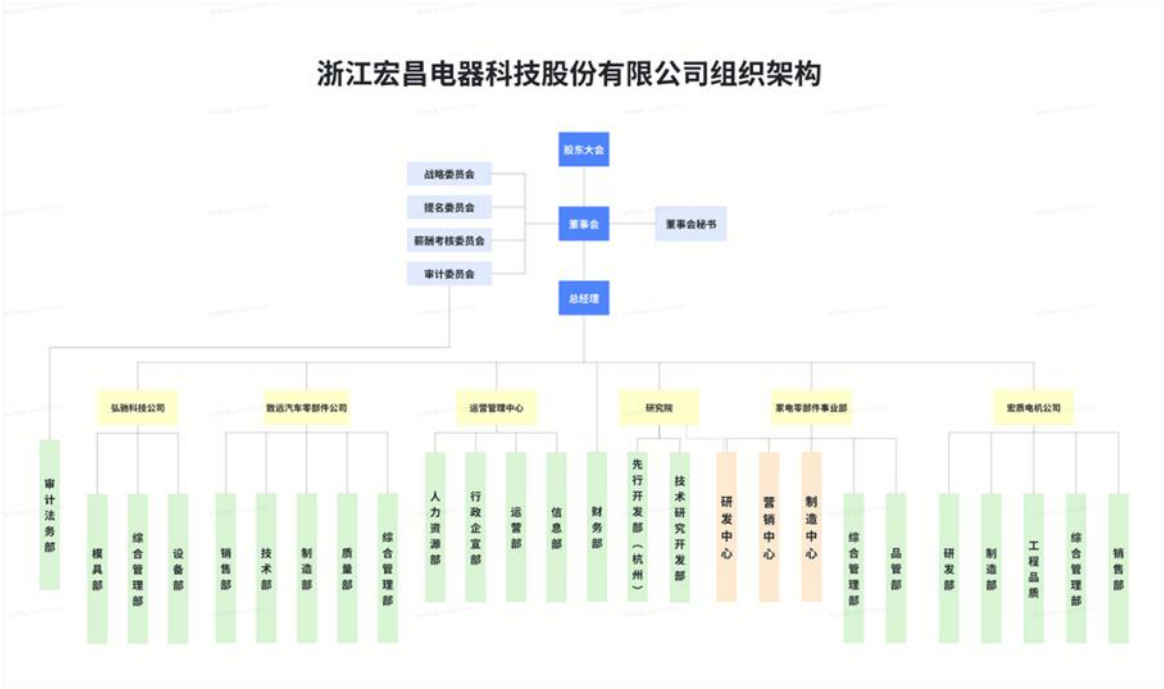 浙江宏昌电器科技股份有限公司组织架构
股东大会
战略委员会
提名委员会
董事会
董事会秘书
薪酬考核委员会
审计委员会
总经理
弘驰科技公司
致远汽车零部件公司
运营管理中心
研究院
家电零部件事业部
宏质电机公司
审计法务部
模具部
综合管理部
设备部
销售部
技术部
制造部
质量部
综合管理部
人力资源部
行政企宣部
运营部
信息部
财务部
先行开发部（杭州）
技术研究开发部
研发中心
营销中心
制造中心
综合管理部
品管部
研发部
制造部
工程品质
综合管理部
销售部